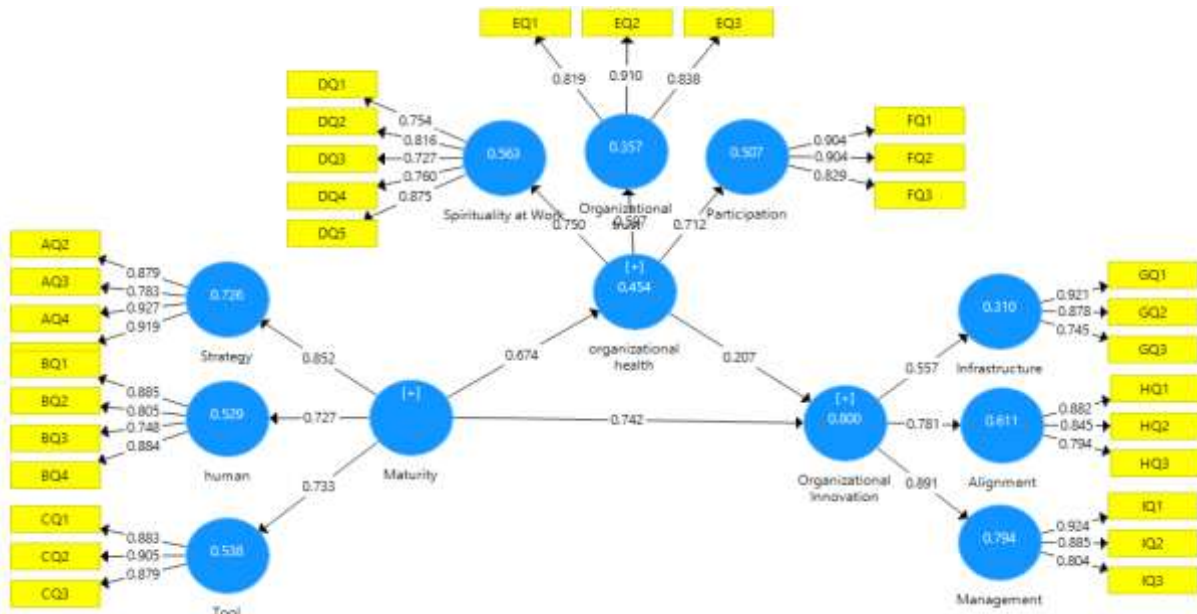 EQ1
EQ2
EQ3
0.819
0.910
0.838
DQ1
DQ2
DQ3
DQ4
DQ5
0.754
0.816
0.727
0.760
0.875
0.563
Spirituality at Work
0.357
Organizational
trust
0.507
Participation
0.904
0.904
0.829
FQ1
FQ2
FQ3
0.750
0.597
0.712
[+]
0.454
organizational
health
AQ2
AQ3
AQ4
0.879
0.783
0.927
0.919
0.726
Strategy
BQ1
BQ2
BQ3
BQ4
0.885
0.805
0.748
0.884
0.529
human
CQ1
CQ2
CQ3
0.883
0.905
0.879
0.538
Tool
0.852
0.727
0.733
[+]
Maturity
0.674
0.742
0.207
[+]
0.800
Organizational
Innovation
0.557
0.781
0.891
0.310
Infrastructure
0.921
0.878
0.745
GQ1
GQ2
GQ3
0.611
Alignment
0.882
0.845
0.794
HQ1
HQ2
HQ3
0.794
Management
0.924
0.885
0.804
IQ1
IQ2
IQ3